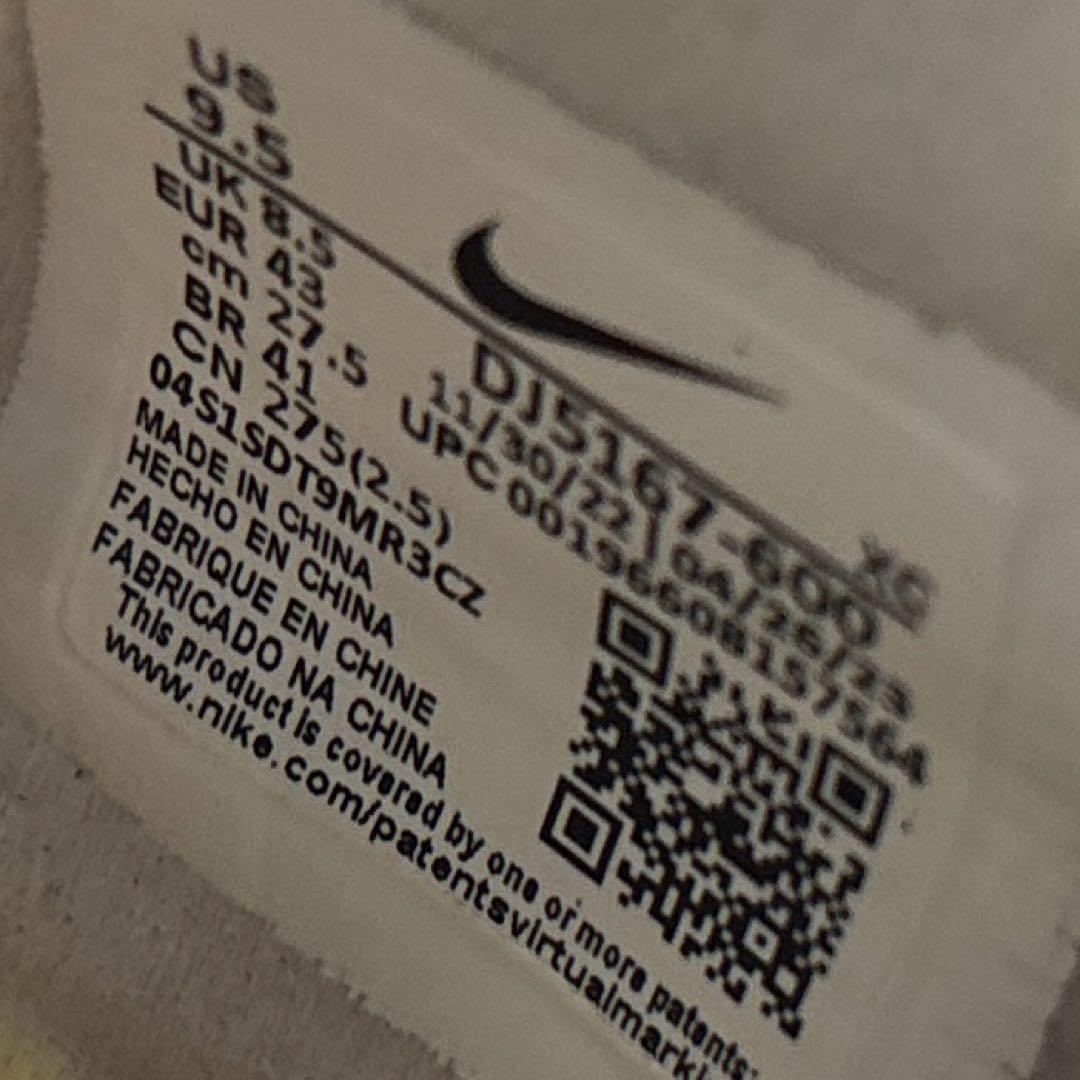 US
9.5
UK 8.5
EUR 43
cm 27.5
BR 41
CN 275(2.5)
04S1SDT9MR3CZ
MADE IN CHINA
HECHO EN CHINA
FABRIQUE EN CHINE
FABRICADO NA CHINA
This product is covered by one or more patents:
www.nike.com/patentsvirtualmarki
XC
DJ5167-600
11/30/22 | 04/25/23
UPC 00196608157564